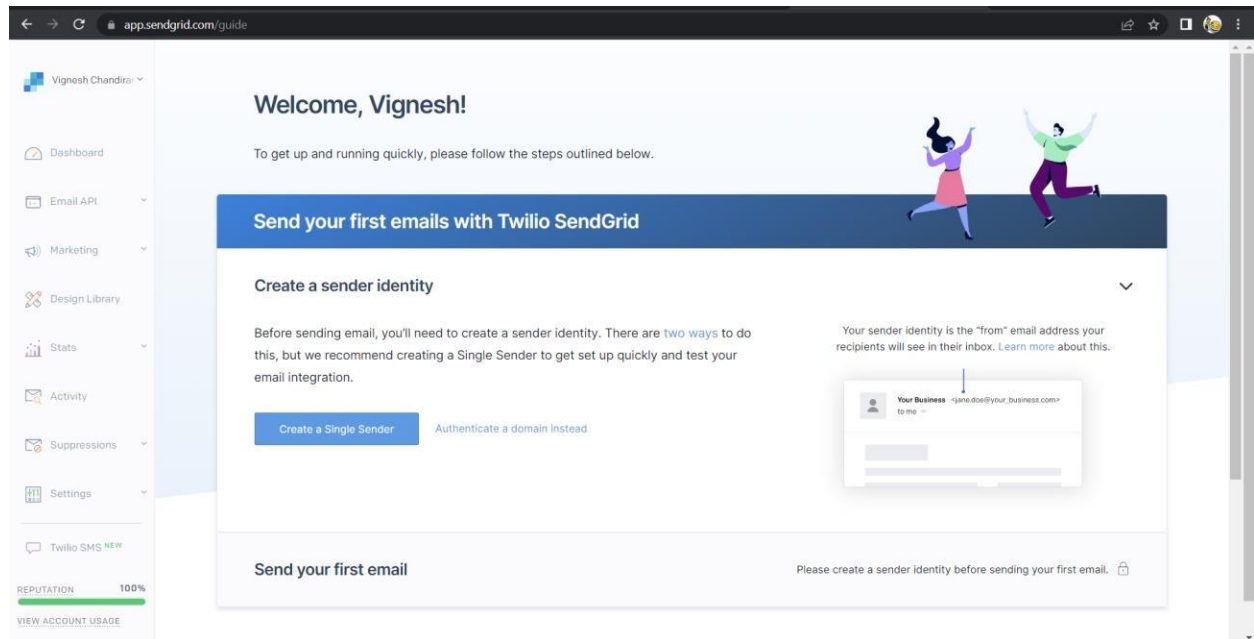 app.sendgrid.com/guide
Vignesh Chandira
Dashboard
Email API
Marketing
Design Library
Stats
Activity
Suppressions
Settings
Twilio SMS NEW
REPUTATION 100%
VIEW ACCOUNT USAGE
Welcome, Vignesh!
To get up and running quickly, please follow the steps outlined below.
Send your first emails with Twilio SendGrid
Create a sender identity
Before sending email, you'll need to create a sender identity. There are two ways to do
this, but we recommend creating a Single Sender to get set up quickly and test your
email integration.
Create a Single Sender
Authenticate a domain instead
Your sender identity is the "from" email address your
recipients will see in their inbox. Learn more about this.
Your Business <jane.doe@your_business.com>
to me
Send your first email
Please create a sender identity before sending your first email.